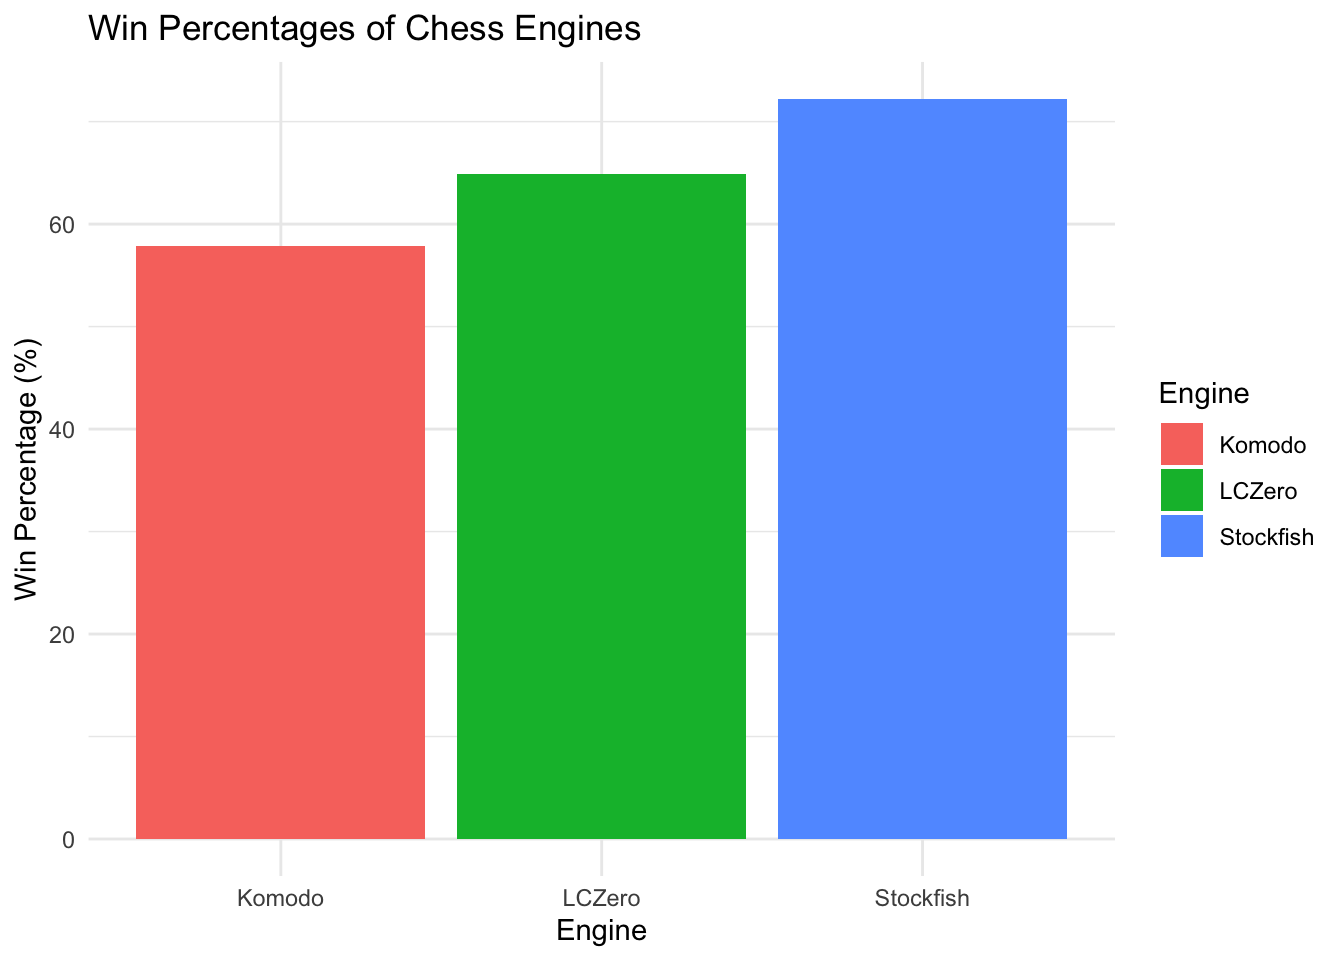 Win Percentages of Chess Engines
Win Percentage (%)
60
40
20
0
Komodo
LCZero
Stockfish
Engine
Engine
Komodo
LCZero
Stockfish